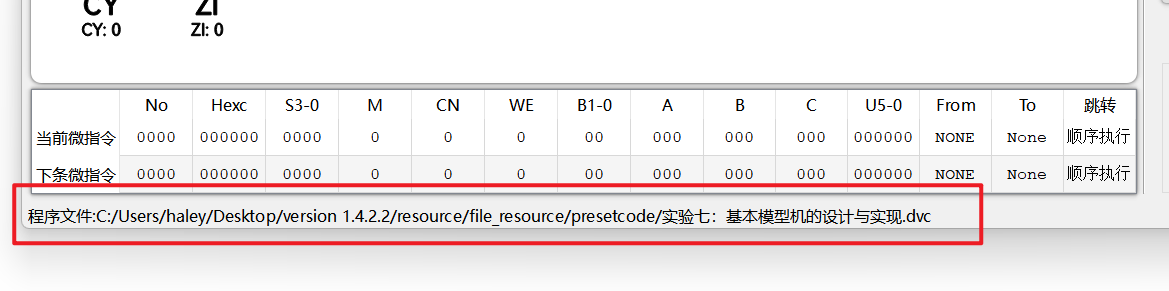 CY ZI
CY: 0 ZI: 0
No Hexc S3-0 M CN WE B1-0 A B C U5-0 From To 跳转
当前微指令 0000 000000 0000 0 0 0 00 000 000 000 000000 NONE None 顺序执行
下条微指令 0000 000000 0000 0 0 0 00 000 000 000 000000 NONE None 顺序执行
程序文件:C:/Users/haley/Desktop/version 1.4.2.2/resource/file_resource/presetcode/实验七：基本模型机的设计与实现.dvc